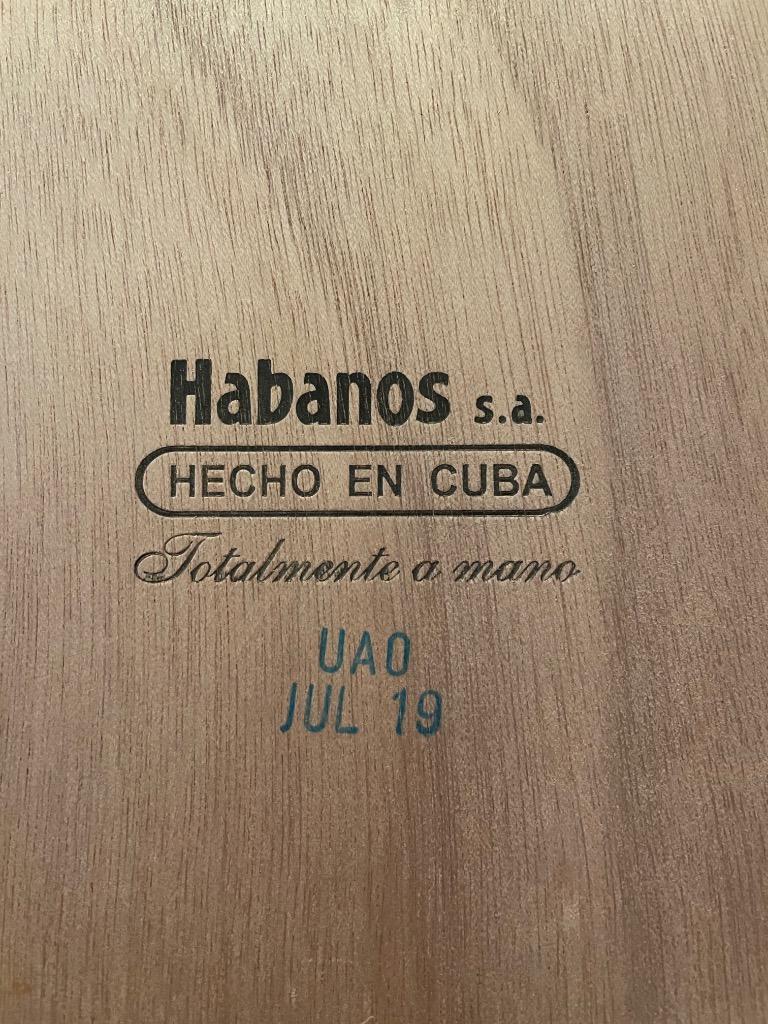 Habanos s.a.
HECHO EN CUBA
Totalmente a mano
UAO
JUL 19